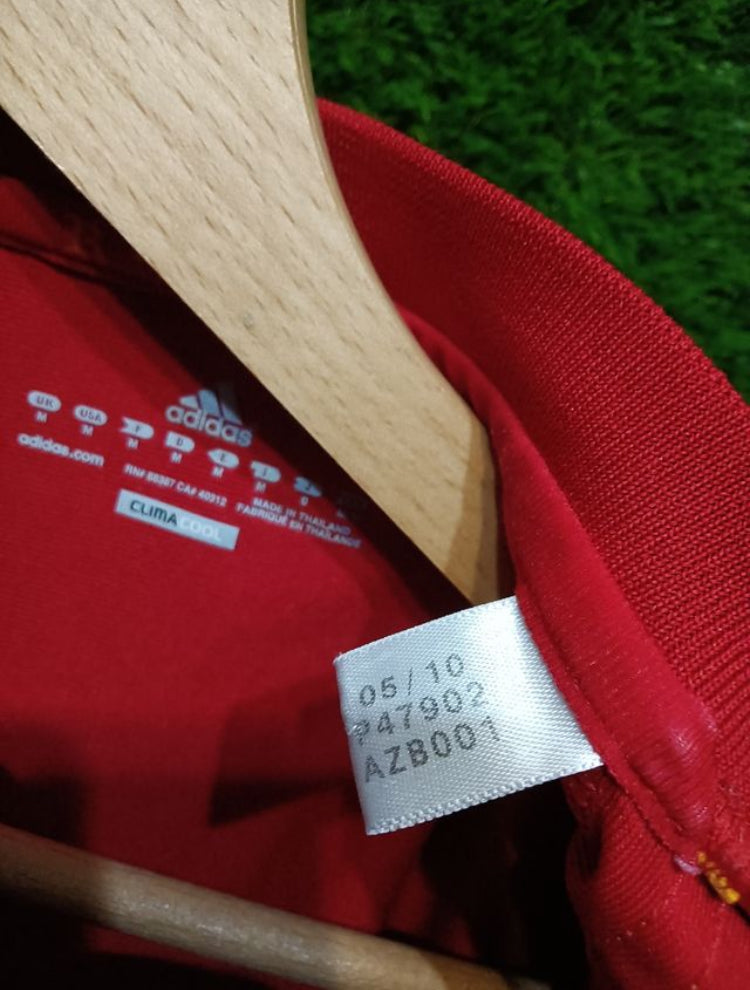 adidas
UK USA F D E I J
M M M M M M O
adidas.com
RN# 88387 CA# 40312
MADE IN THAILAND
FABRIQUÉ EN THAÏLANDE
CLIMACOOL
05/10
P47902
AZB001